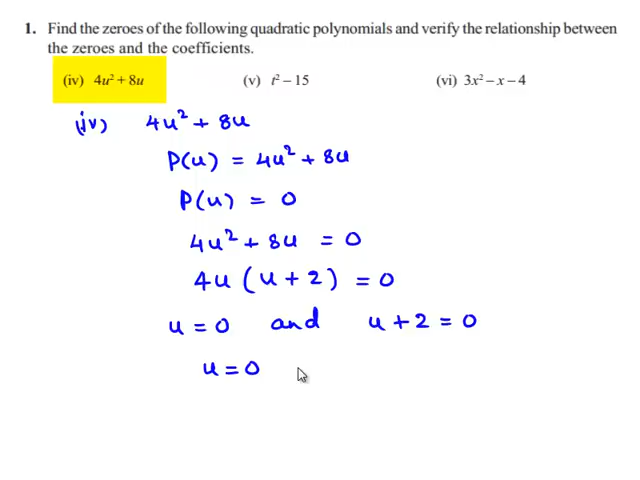 1. Find the zeroes of the following quadratic polynomials and verify the relationship between
the zeroes and the coefficients.
(iv) 4u² + 8u (v) t² – 15 (vi) 3x² – x – 4
(iv) 4u² + 8u
P(u) = 4u² + 8u
P(u) = 0
4u² + 8u = 0
4u (u + 2) = 0
u = 0 and u + 2 = 0
u = 0